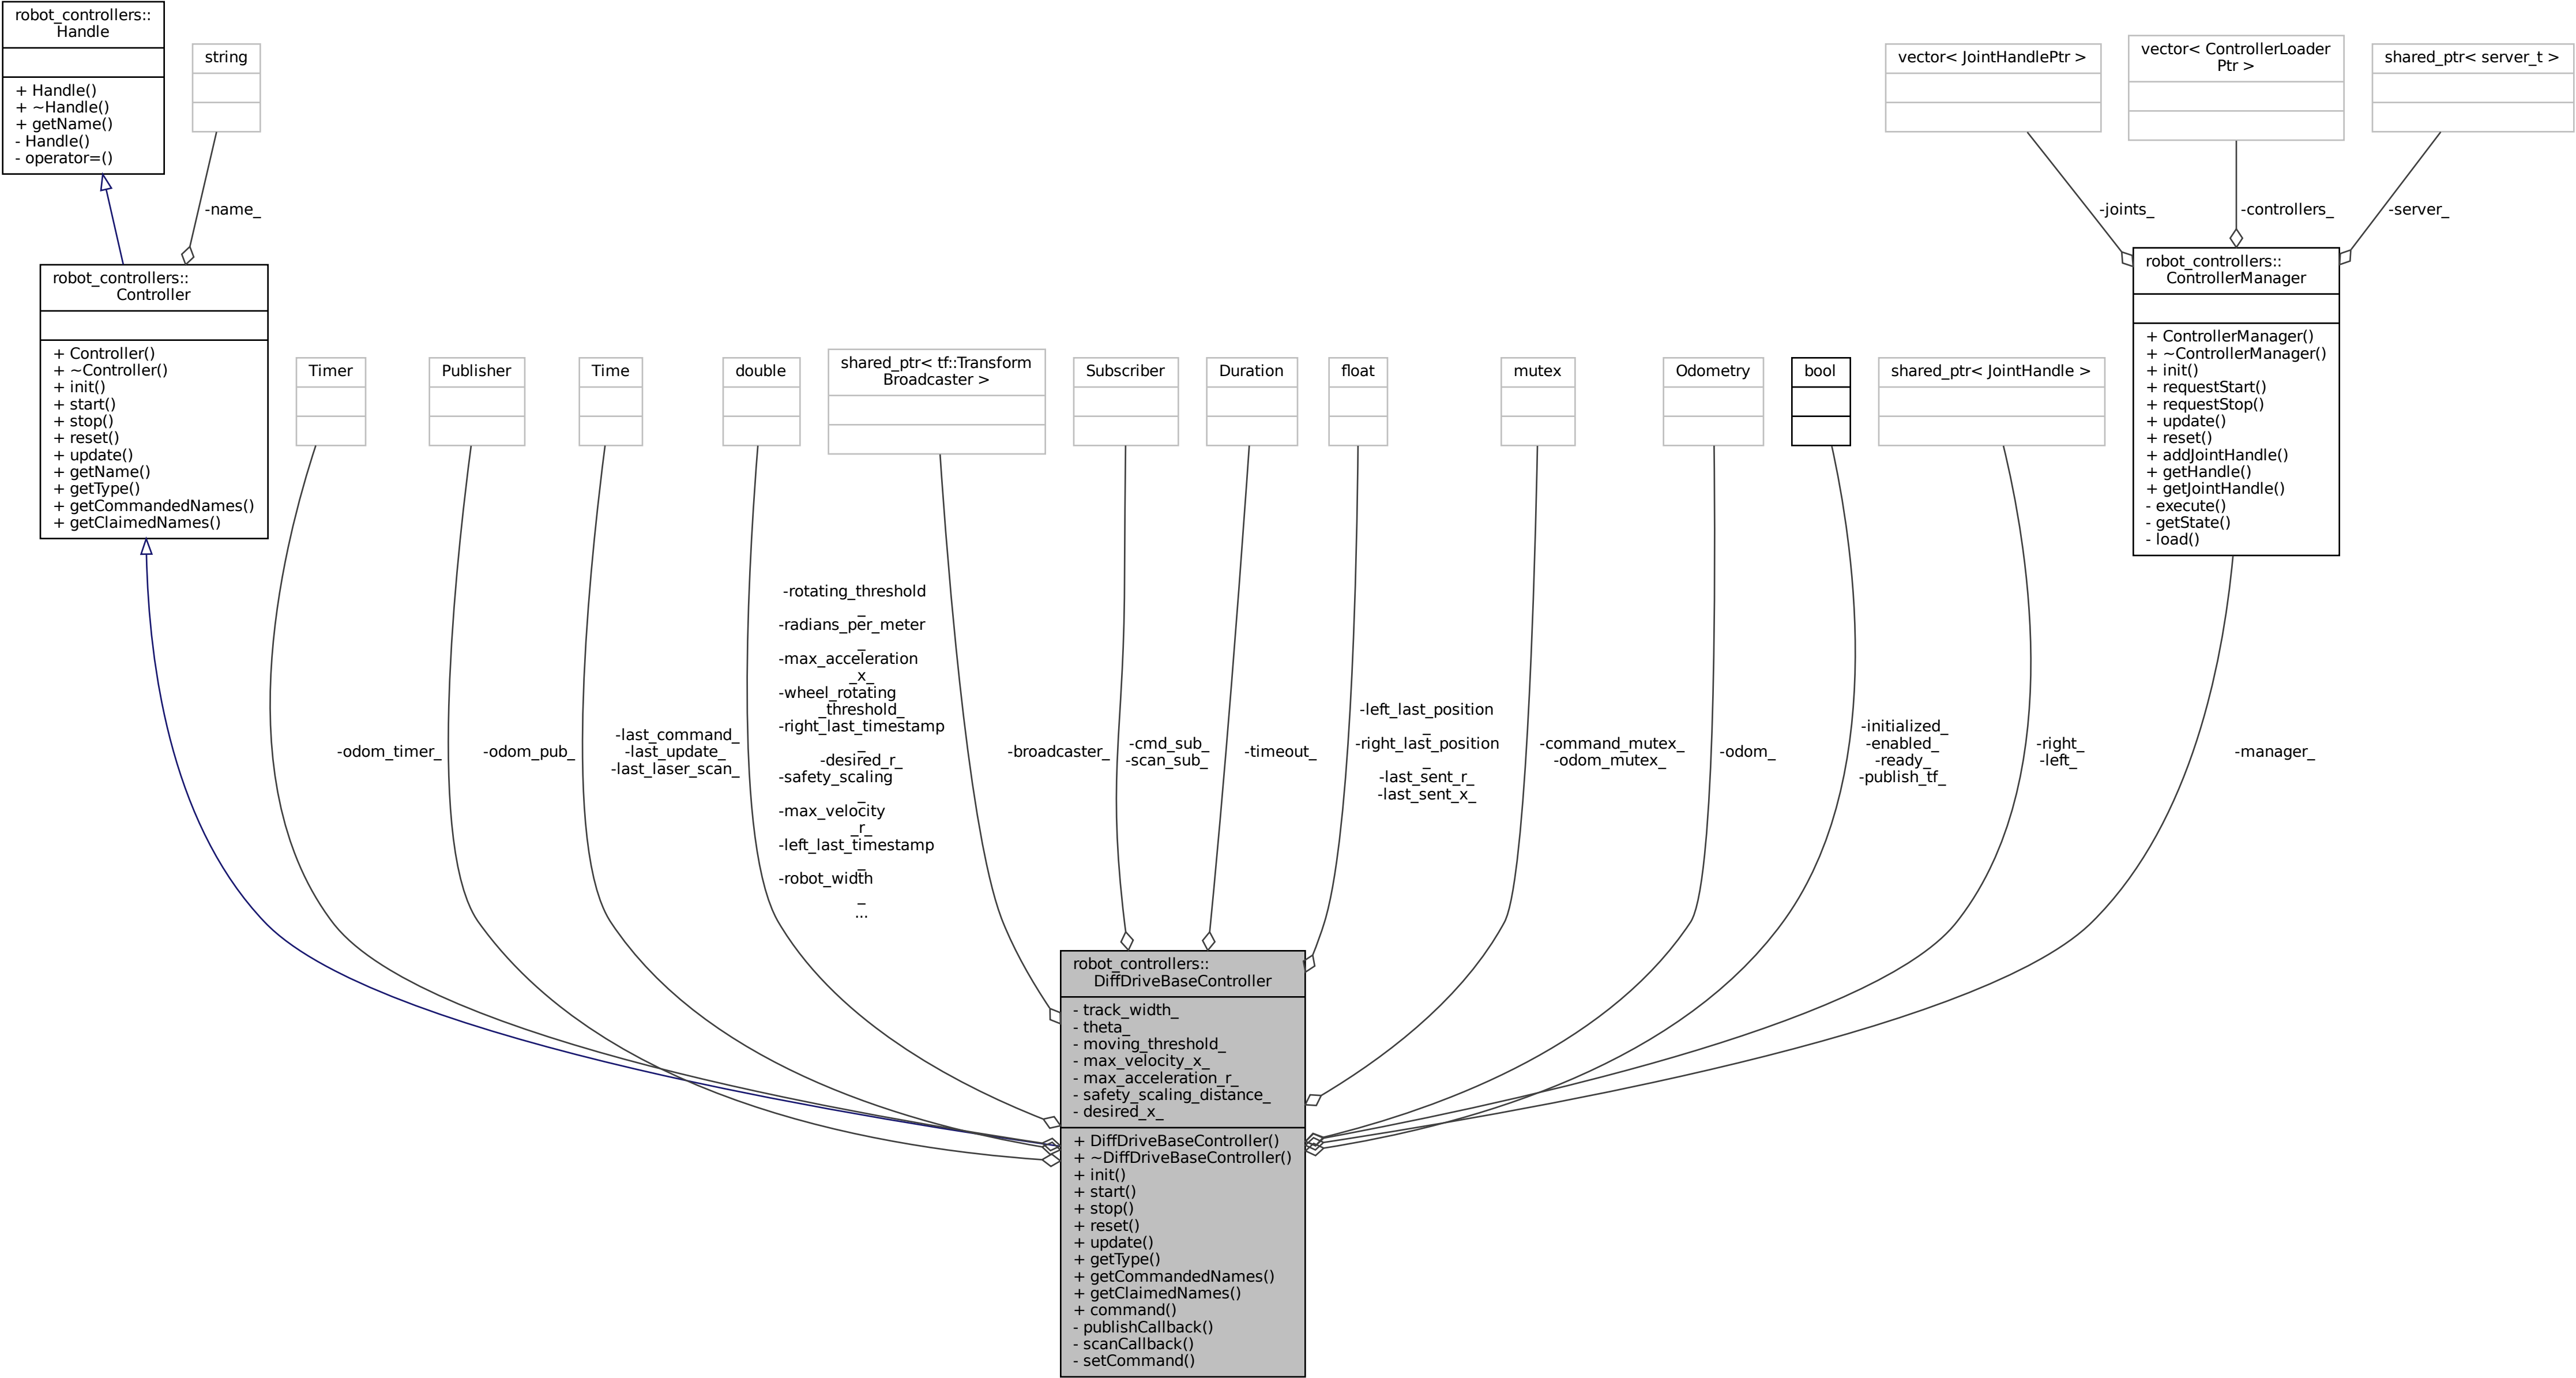 robot_controllers::
Handle
+ Handle()
+ ~Handle()
+ getName()
- Handle()
- operator=()
string
-name_
robot_controllers::
Controller
+ Controller()
+ ~Controller()
+ init()
+ start()
+ stop()
+ reset()
+ update()
+ getName()
+ getType()
+ getCommandedNames()
+ getClaimedNames()
vector< JointHandlePtr >
vector< ControllerLoader
Ptr >
shared_ptr< server_t >
-joints_
-controllers_
-server_
robot_controllers::
ControllerManager
+ ControllerManager()
+ ~ControllerManager()
+ init()
+ requestStart()
+ requestStop()
+ update()
+ reset()
+ addJointHandle()
+ getHandle()
+ getJointHandle()
- execute()
- getState()
- load()
Timer
Publisher
Time
double
shared_ptr< tf::Transform
Broadcaster >
Subscriber
Duration
float
mutex
Odometry
bool
shared_ptr< JointHandle >
-odom_timer_
-odom_pub_
-last_command_
-last_update_
-last_laser_scan_
-rotating_threshold
_
-radians_per_meter
_
-max_acceleration
_x_
-wheel_rotating
_threshold_
-right_last_timestamp
_
-desired_r_
-safety_scaling
_
-max_velocity
_r_
-left_last_timestamp
_
-robot_width
_
...
-broadcaster_
-cmd_sub_
-scan_sub_
-timeout_
-left_last_position
_
-right_last_position
_
-last_sent_r_
-last_sent_x_
-command_mutex_
-odom_mutex_
-odom_
-initialized_
-enabled_
-ready_
-publish_tf_
-right_
-left_
-manager_
robot_controllers::
DiffDriveBaseController
- track_width_
- theta_
- moving_threshold_
- max_velocity_x_
- max_acceleration_r_
- safety_scaling_distance_
- desired_x_
+ DiffDriveBaseController()
+ ~DiffDriveBaseController()
+ init()
+ start()
+ stop()
+ reset()
+ update()
+ getType()
+ getCommandedNames()
+ getClaimedNames()
+ command()
- publishCallback()
- scanCallback()
- setCommand()